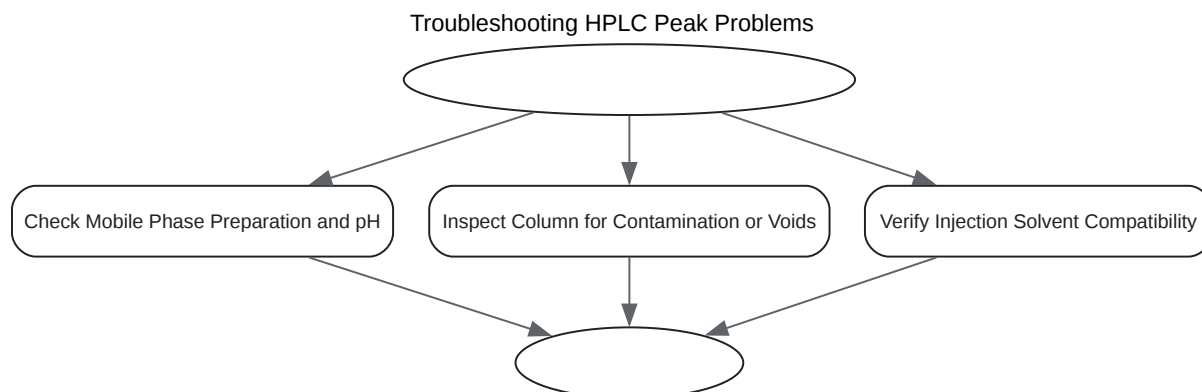 Troubleshooting HPLC Peak Problems
Check Mobile Phase Preparation and pH
Inspect Column for Contamination or Voids
Verify Injection Solvent Compatibility